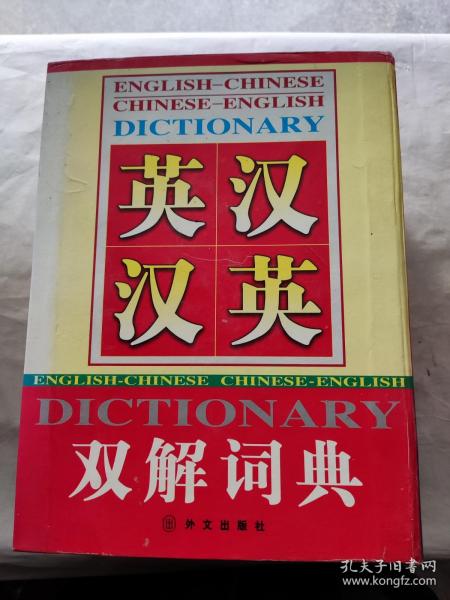 ENGLISH-CHINESE
CHINESE-ENGLISH
DICTIONARY
英汉
汉英
ENGLISH-CHINESE CHINESE-ENGLISH
DICTIONARY
双解词典
外文出版社
孔夫子旧书网
www.kongfz.com